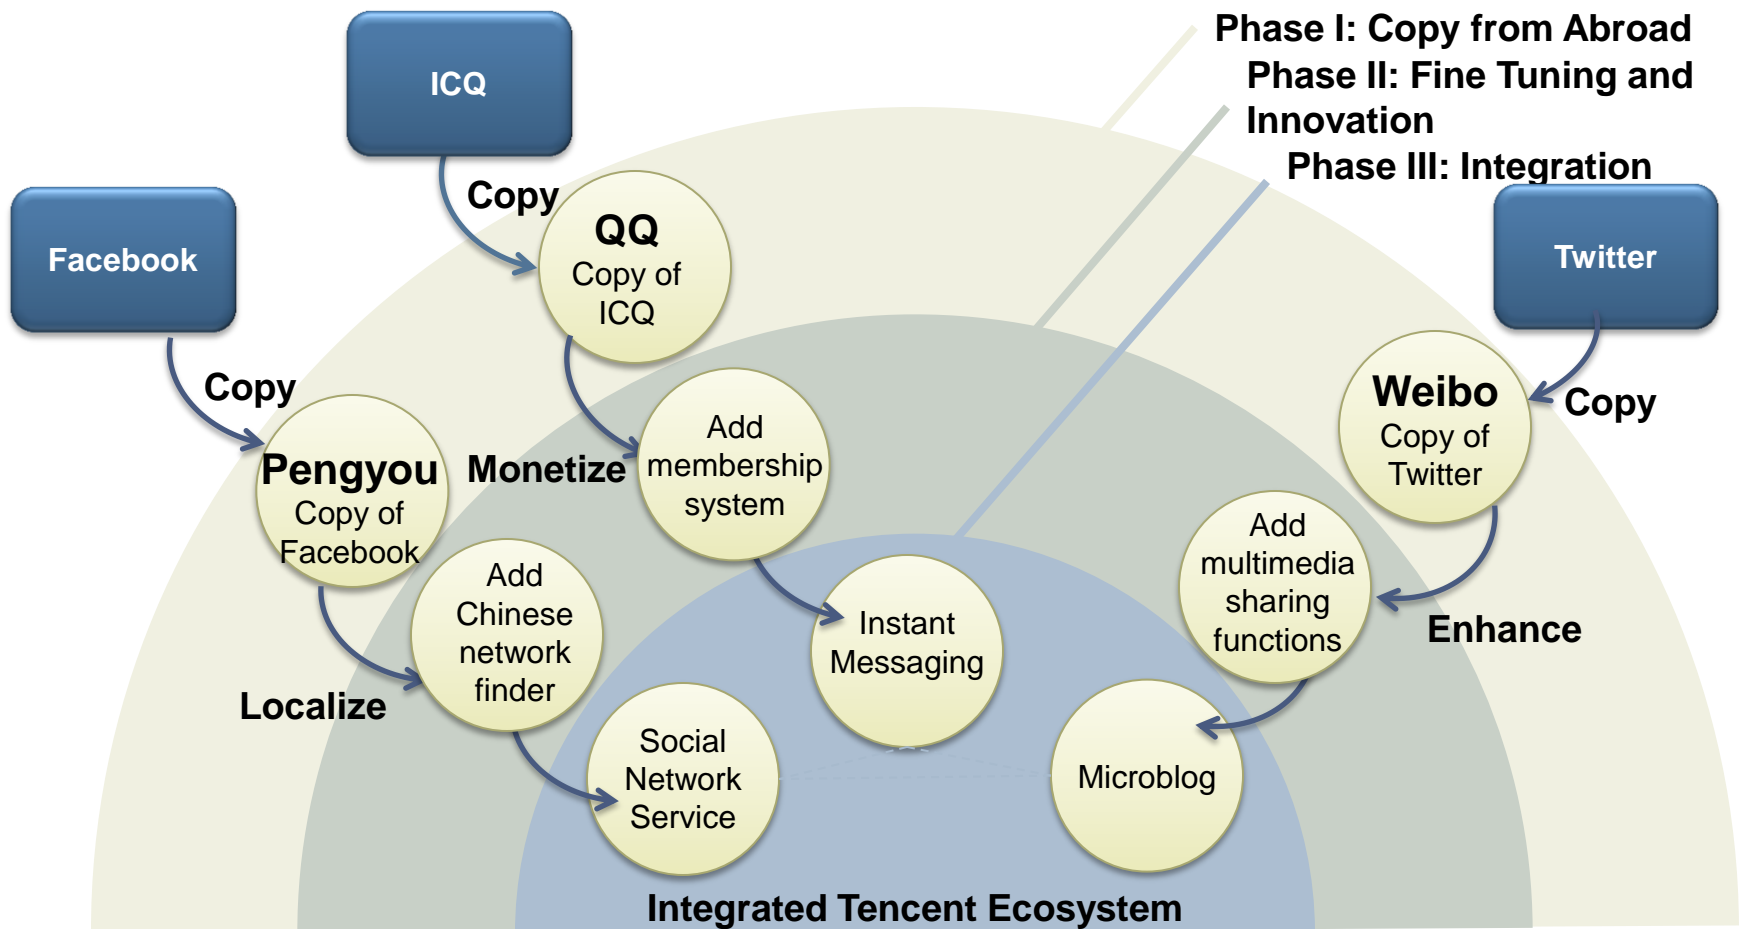 Phase I: Copy from Abroad
Phase II: Fine Tuning and
Innovation
Phase III: Integration
ICQ
Facebook
Twitter
Copy
QQ
Copy of
ICQ
Copy
Pengyou
Copy of
Facebook
Monetize
Add
membership
system
Weibo
Copy of
Twitter
Copy
Add
Chinese
network
finder
Localize
Add
multimedia
sharing
functions
Enhance
Instant
Messaging
Social
Network
Service
Microblog
Integrated Tencent Ecosystem